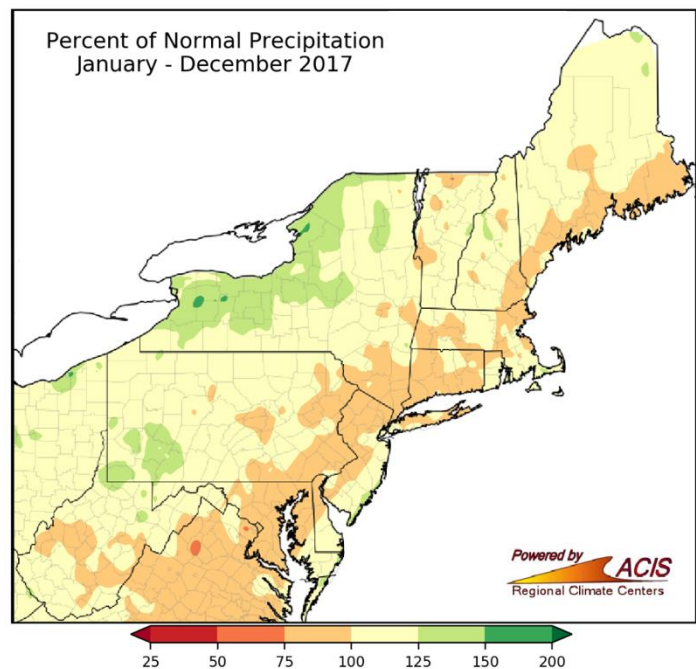 Percent of Normal Precipitation
January - December 2017
Powered by
ACIS
Regional Climate Centers
25 50 75 100 125 150 200